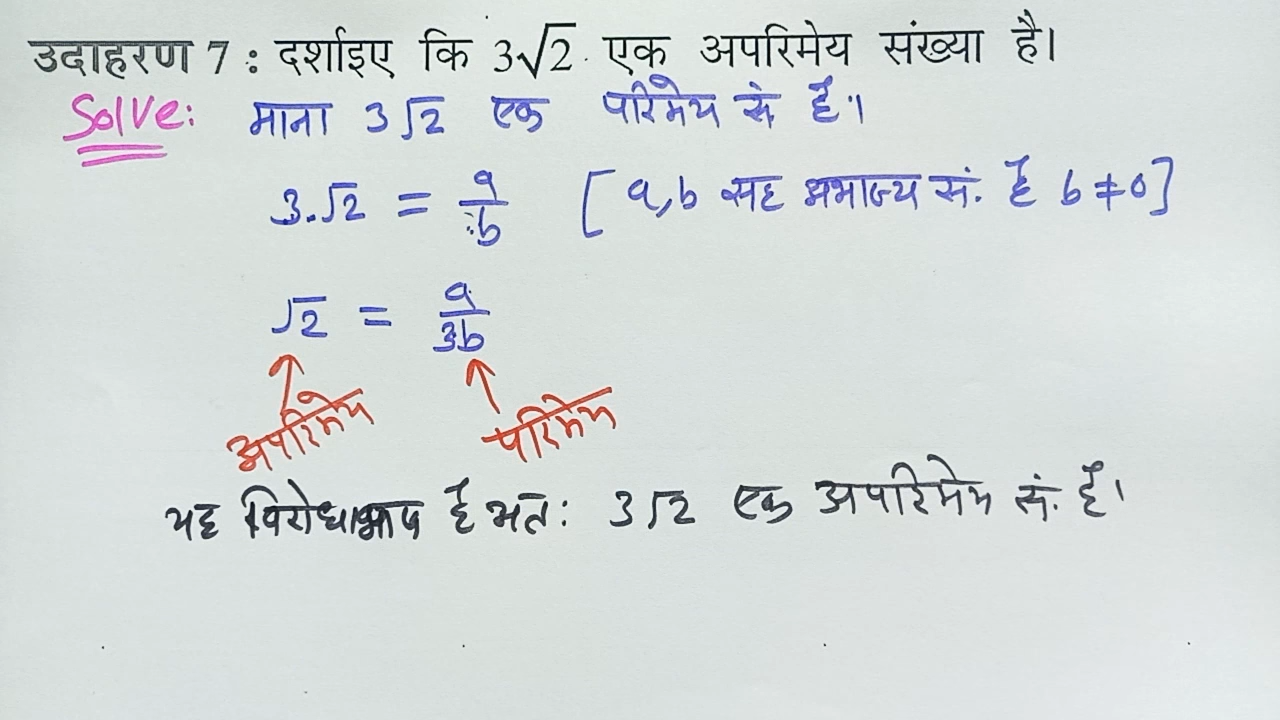 उदाहरण 7 : दर्शाइए कि 3√2 एक अपरिमेय संख्या है।
Solve: माना 3√2 एक परिमेय सं है।
3.√2 = a/b [a,b सह अभाज्य सं. है b ≠ 0]
√2 = a/3b
अपरिमेय परिमेय
यह विरोधाभाष है अतः 3√2 एक अपरिमेय सं. है।